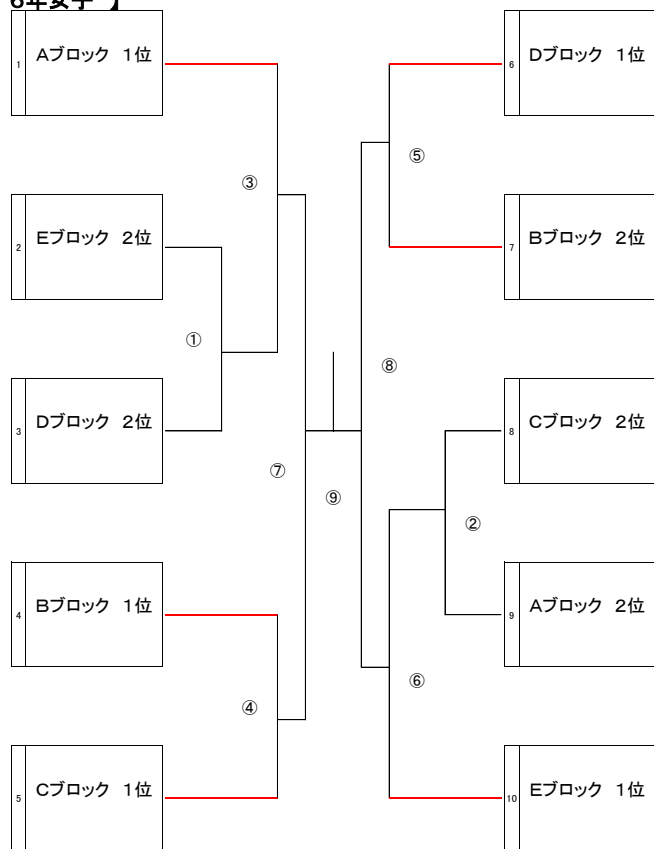 6年女子 】
1 Aブロック 1位
2 Eブロック 2位
3 Dブロック 2位
4 Bブロック 1位
5 Cブロック 1位
③
①
⑦
④
⑨
⑤
⑧
②
⑥
6 Dブロック 1位
7 Bブロック 2位
8 Cブロック 2位
9 Aブロック 2位
10 Eブロック 1位